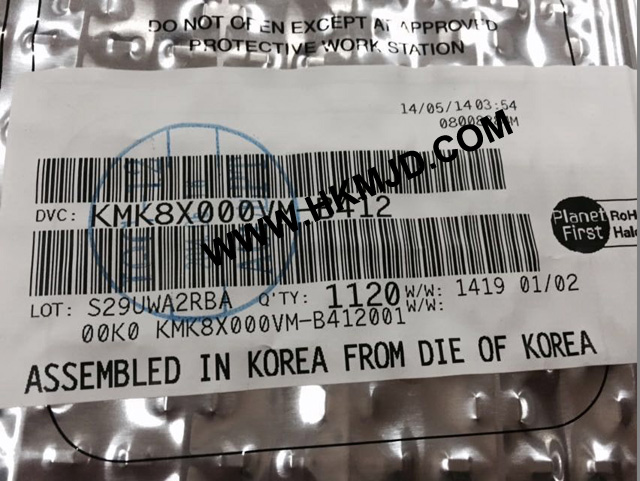 DO NOT OPEN EXCEPT AT APPROVED
PROTECTIVE WORK STATION
14/05/14 03:54
DVC: KMK8X000VM-B412
WWW.HKMJD.COM
Planet First
RoH
Hal
LOT: S29UWA2RBA Q'TY: 1120 W/W: 1419 01/02
W/W:
00K0 KMK8X000VM-B412001
ASSEMBLED IN KOREA FROM DIE OF KOREA